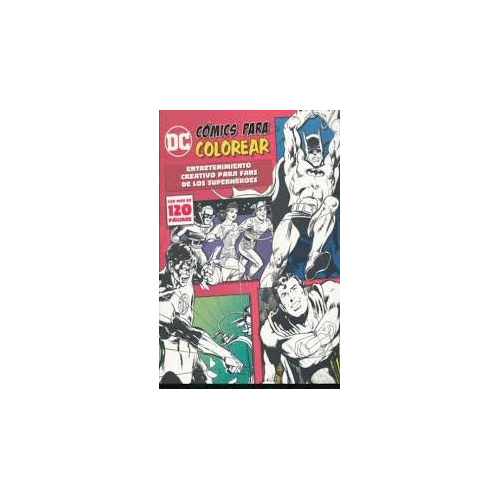 DC
CÓMICS PARA
COLOREAR
ENTRETENIMIENTO
CREATIVO PARA FANS
DE LOS SUPERHÉROES
CON MÁS DE
120
PÁGINAS